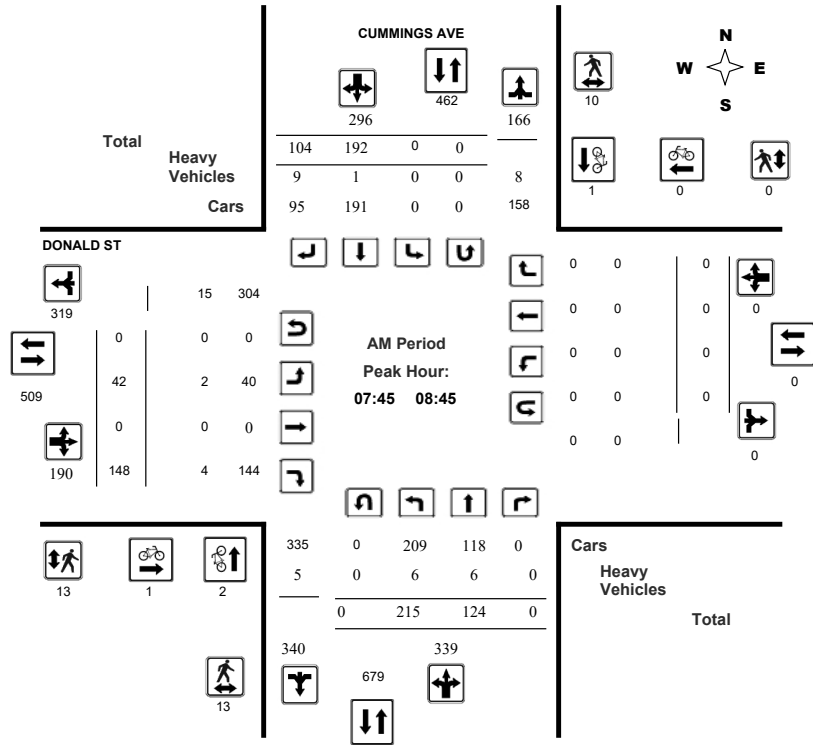 CUMMINGS AVE
N
W E
S
462
10
296 166
Total
104 192 0 0
Heavy
Vehicles
9 1 0 0 8
1 0 0
Cars 95 191 0 0 158
DONALD ST
0 0 0 0
319 15 304
0 0 0 0
0 0
AM Period
509 42 2 40
Peak Hour:
0 0 0 0
07:45 08:45
0 0 0 0
0 0 0
0 0
190 148 4 144
0
335 0 209 118 0 Cars
5 0 6 6 0 Heavy
Vehicles
13 1 2
0 215 124 0 Total
340 339
679
13